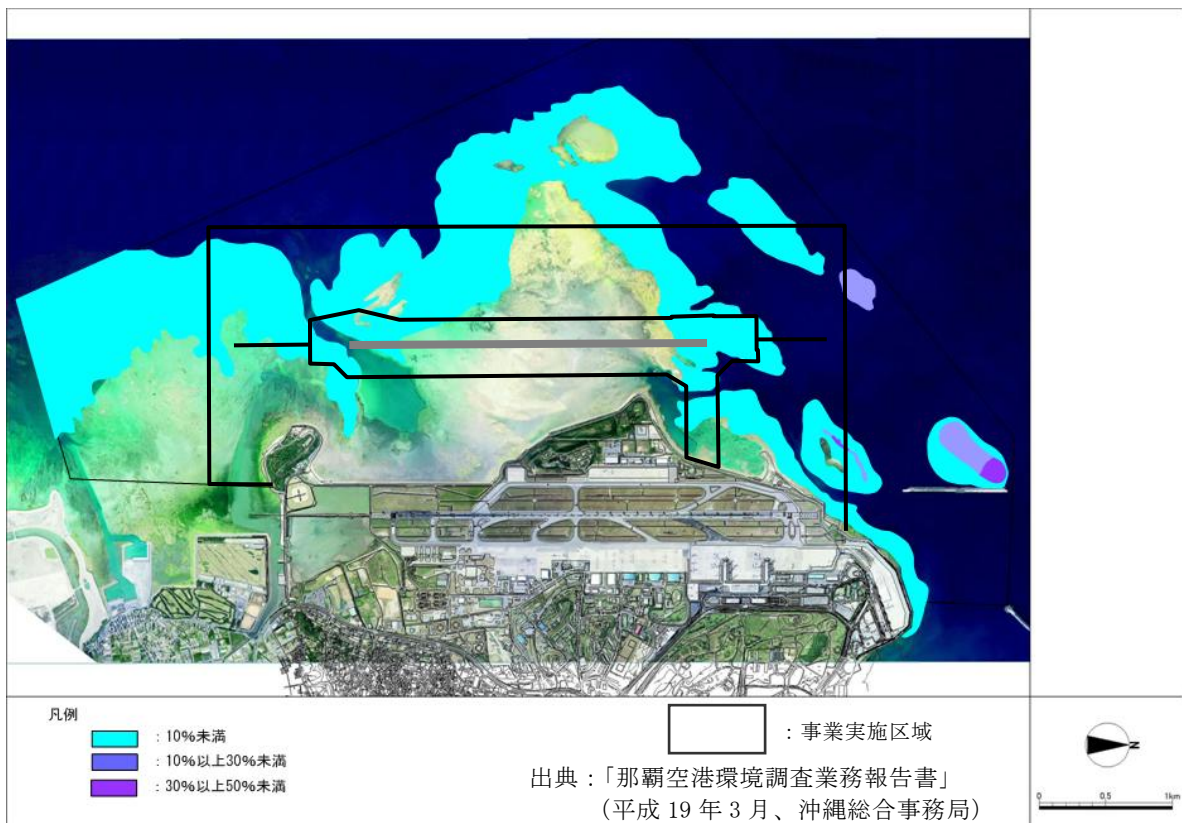 凡例
：10%未満
：10%以上30%未満
：30%以上50%未満
：事業実施区域
出典：「那覇空港環境調査業務報告書」
（平成 19 年 3 月、沖縄総合事務局）
N
0 0.5 1km